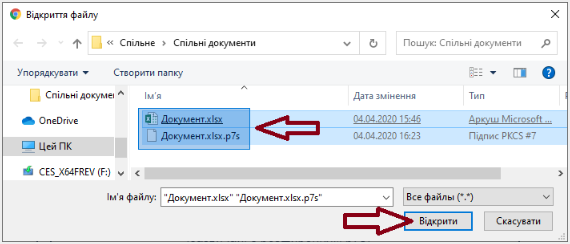 Відкриття файлу
« Спільне > Спільні документи
Пошук: Спільні документи
Упорядкувати
Створити папку
Ім'я
Дата змінення
Тип
Спільні докумен
OneDrive
Цей ПК
CES_X64FREV (F:)
Документ.xlsx 04.04.2020 15:46 Аркуш Microsoft ...
Документ.xlsx.p7s 04.04.2020 16:23 Підпис PKCS #7
Ім'я файлу: "Документ.xlsx" "Документ.xlsx.p7s"
Все файлы (*.*)
Відкрити
Скасувати